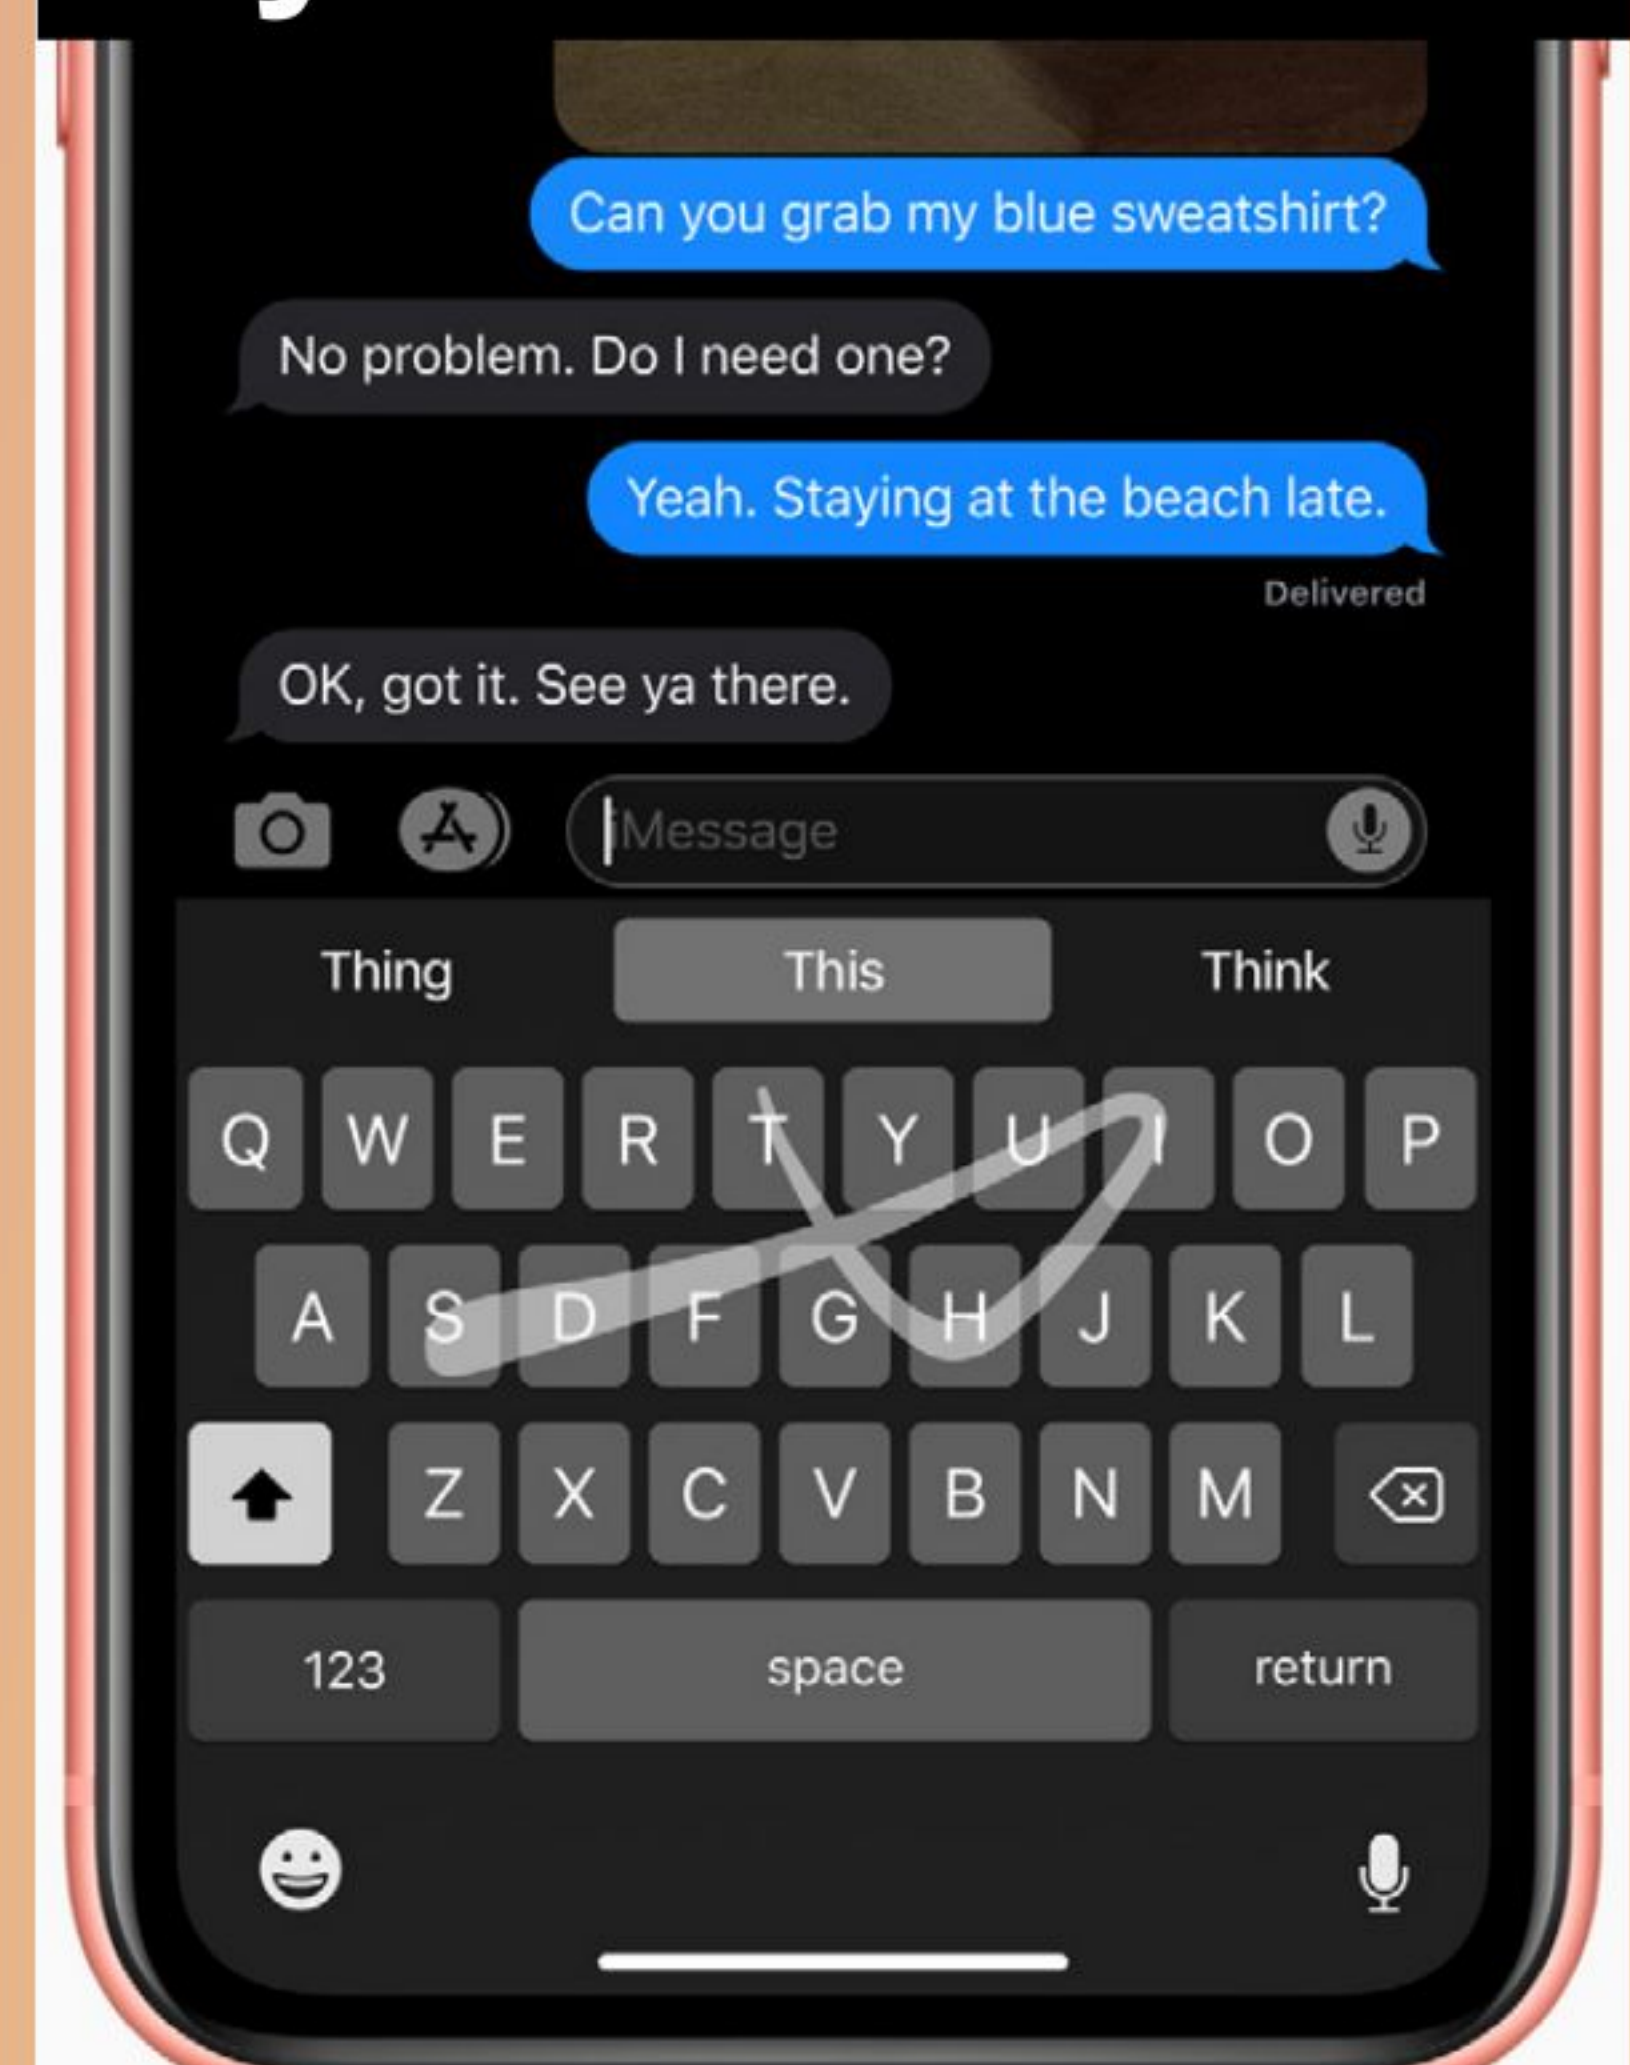 Can you grab my blue sweatshirt?
No problem. Do I need one?
Yeah. Staying at the beach late.
Delivered
OK, got it. See ya there.
iMessage
Thing This Think
Q W E R T Y U I O P
A S D F G H J K L
Z X C V B N M
123 space return